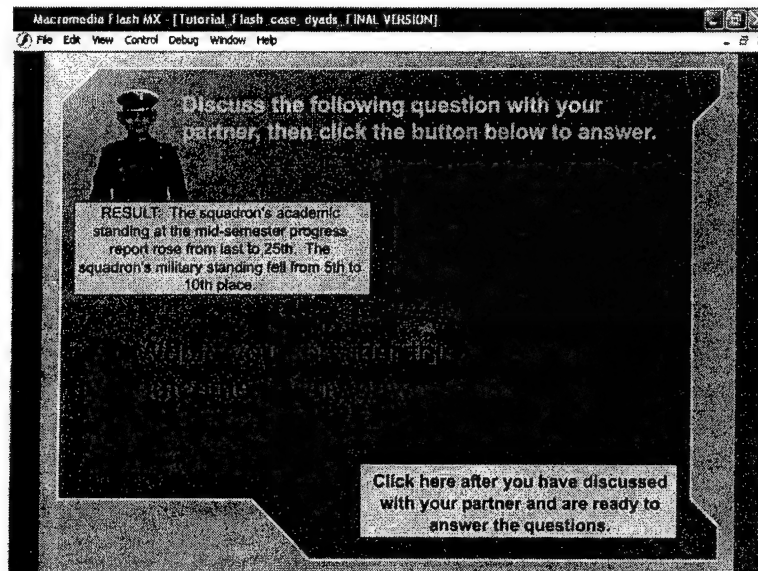 Macromedia Flash MX - [Tutorial_Flash_case_dyads_FINAL VERSION]
File Edit View Control Debug Window Help
Discuss the following question with your
partner, then click the button below to answer.
RESULT: The squadron's academic
standing at the mid-semester progress
report rose from last to 25th. The
squadron's military standing fell from 5th to
10th place.
Click here after you have discussed
with your partner and are ready to
answer the questions.